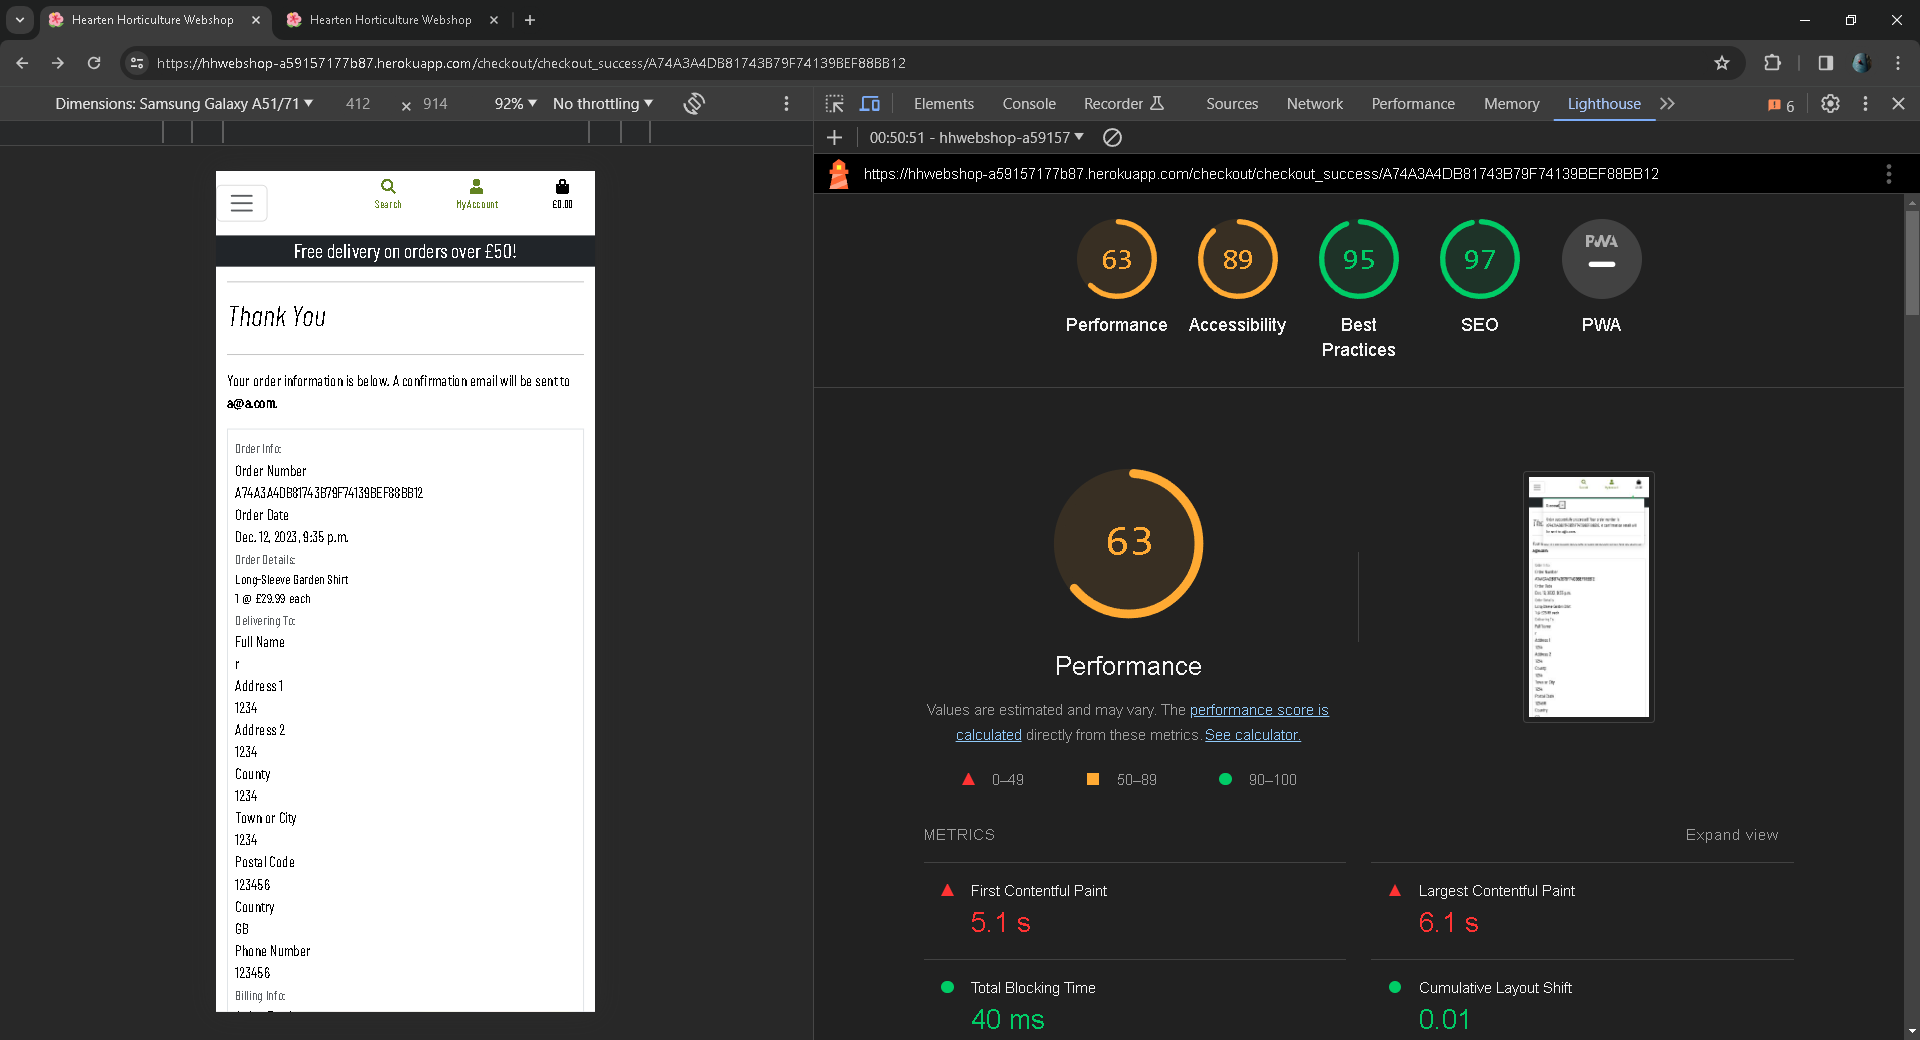 Hearten Horticulture Webshop
Hearten Horticulture Webshop
https://hhwebshop-a59157177b87.herokuapp.com/checkout/checkout_success/A74A3A4DB81743B79F74139BEF88BB12
Dimensions: Samsung Galaxy A51/71 412 × 914 92% No throttling
Elements Console Recorder Sources Network Performance Memory Lighthouse 6
00:50:51 - hhwebshop-a59157
https://hhwebshop-a59157177b87.herokuapp.com/checkout/checkout_success/A74A3A4DB81743B79F74139BEF88BB12
Search My Account £0.00
Free delivery on orders over £50!
Thank You
Your order information is below. A confirmation email will be sent to
a@a.com.
Order Info:
Order Number
A74A3A4DB81743B79F74139BEF88BB12
Order Date
Dec. 12, 2023, 9:35 p.m.
Order Details:
Long-Sleeve Garden Shirt
1 @ £29.99 each
Delivering To:
Full Name
r
Address 1
1234
Address 2
1234
County
1234
Town or City
1234
Postal Code
123456
Country
GB
Phone Number
123456
Billing Info:
63 89 95 97 PWA
Performance Accessibility Best Practices SEO PWA
63
Performance
Values are estimated and may vary. The performance score is
calculated directly from these metrics. See calculator.
0–49 50–89 90–100
METRICS Expand view
First Contentful Paint
5.1 s
Largest Contentful Paint
6.1 s
Total Blocking Time
40 ms
Cumulative Layout Shift
0.01